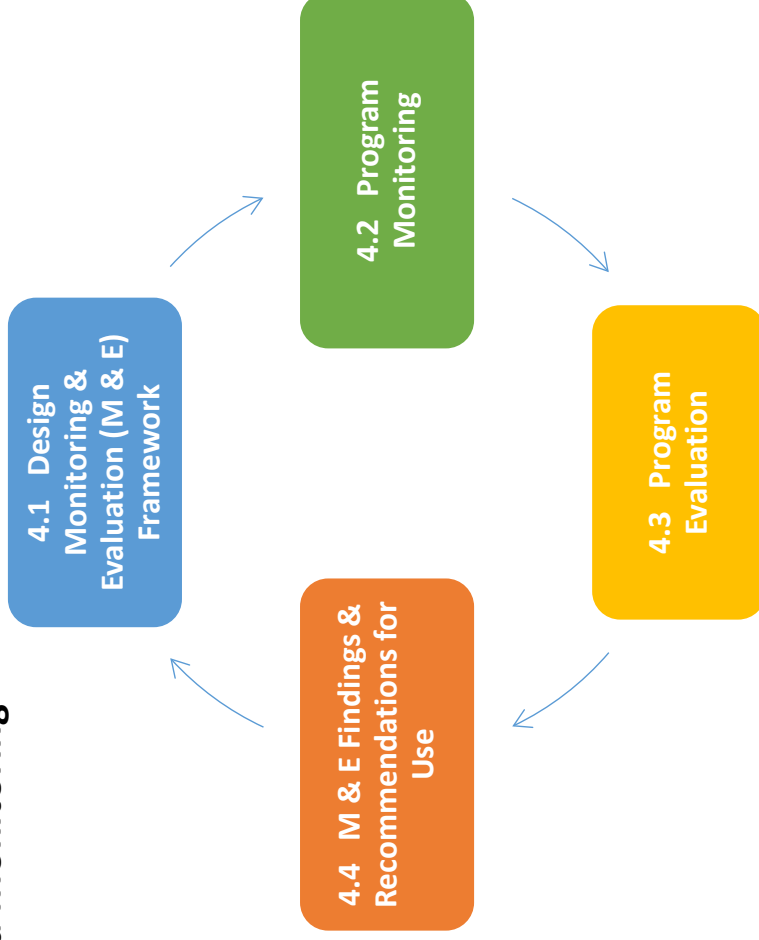 Monitoring
4.1 Design
Monitoring &
Evaluation (M & E)
Framework
4.2 Program
Monitoring
4.3 Program
Evaluation
4.4 M & E Findings &
Recommendations for
Use